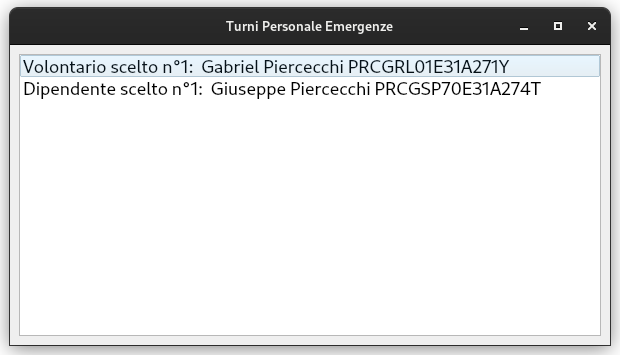 Turni Personale Emergenze
Volontario scelto n°1:  Gabriel Piercecchi PRCGRL01E31A271Y
Dipendente scelto n°1:  Giuseppe Piercecchi PRCGSP70E31A274T